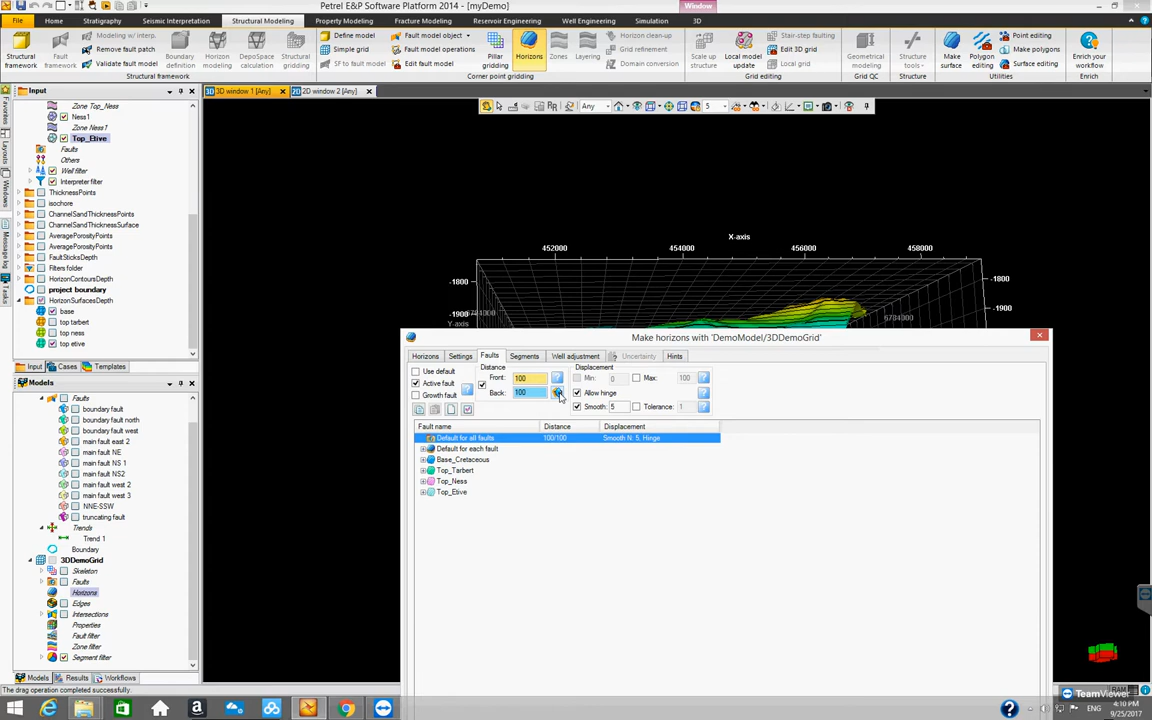 Petrel E&P Software Platform 2014 - [myDemo]
Window
File Home Stratigraphy Seismic Interpretation Structural Modeling Property Modeling Fracture Modeling Reservoir Engineering Well Engineering Simulation 3D
Structural framework
Fault framework
Modeling w/ interp.
Remove fault patch
Validate fault model
Boundary definition
Horizon modeling
DepoSpace calculation
Structural gridding
Structural framework
Define model
Simple grid
SF to fault model
Fault model object
Fault model operations
Edit fault model
Pillar gridding
Horizons
Zones
Layering
Horizon clean-up
Grid refinement
Domain conversion
Corner point gridding
Scale up structure
Local model update
Stair-step faulting
Edit 3D grid
Local grid
Grid editing
Geometrical modeling
Grid QC
Structure tools
Structure
Make surface
Polygon editing
Point editing
Make polygons
Surface editing
Utilities
Enrich your workflow
Enrich
Input
3D window 1 [Any]
2D window 2 [Any]
Any
5
Zone Top_Ness
Ness1
Zone Ness1
Top_Etive
Faults
Others
Well filter
Interpreter filter
ThicknessPoints
isochore
ChannelSandThicknessPoints
ChannelSandThicknessSurface
AveragePorosityPoints
AveragePorosityPoints
FaultSticksDepth
Filters folder
HorizonContoursDepth
project boundary
HorizonSurfacesDepth
base
top tarbert
top ness
top etive
Input Cases Templates
Models
Faults
boundary fault
boundary fault north
main fault east 2
main fault NE
main fault NS 1
main fault NS2
main fault west 2
main fault west 3
NNE-SSW
truncating fault
Trends
Trend 1
Boundary
3DDemoGrid
Skeleton
Faults
Horizons
Edges
Intersections
Properties
Fault filter
Zone filter
Segment filter
Models Results Workflows
The drag operation completed successfully.
Favorites
Layouts
Windows
Message log
Tasks
X-axis
452000 454000 456000 458000
-1800 -1800
-1900 -1900
Y-axis
6784000
Make horizons with 'DemoModel/3DDemoGrid'
Horizons Settings Faults Segments Well adjustment Uncertainty Hints
Use default
Active fault
Growth fault
Distance
Front: 100
Back: 100
Displacement
Min: 0 Max: 100
Allow hinge
Smooth: 5 Tolerance: 1
Fault name Distance Displacement
Default for all faults 100/100 Smooth N: 5, Hinge
Default for each fault
Base_Cretaceous
Top_Tarbert
Top_Ness
Top_Etive
TeamViewer
ENG
4:10 PM
9/25/2017